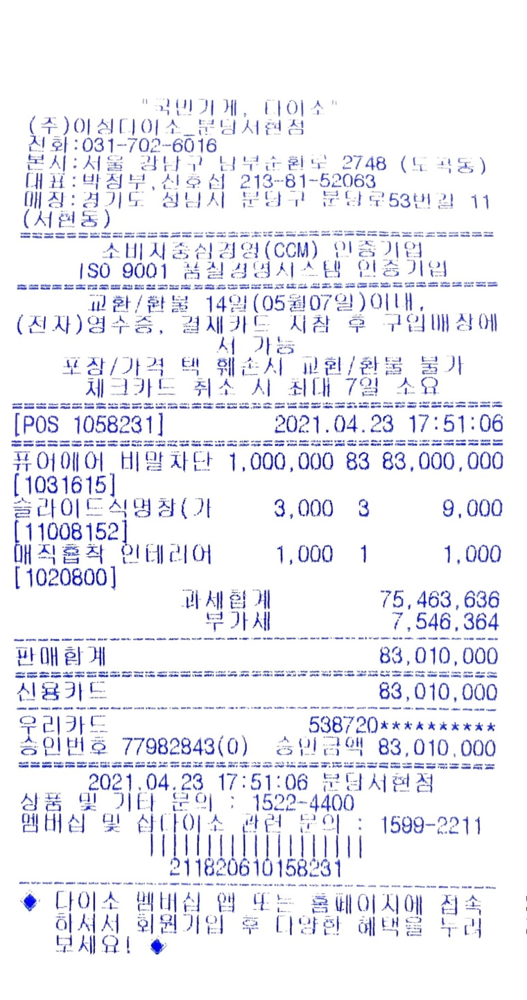 "국민가게, 다이소"
(주)아성다이소_분당서현점
전화:031-702-6016
본사:서울 강남구 남부순환로 2748 (도곡동)
대표:박정부,신호섭 213-81-52063
매장:경기도 성남시 분당구 분당로53번길 11
(서현동)
소비자중심경영(CCM) 인증기업
ISO 9001 품질경영시스템 인증기업
교환/환불 14일(05월07일)이내,
(전자)영수증, 결제카드 지참 후 구입매장에
서 가능
포장/가격 택 훼손시 교환/환불 불가
체크카드 취소 시 최대 7일 소요
[POS 1058231] 2021.04.23 17:51:06
퓨어에어 비말차단 1,000,000 83 83,000,000
[1031615]
슬라이드식명찰(가 3,000 3 9,000
[11008152]
매직흡착 인테리어 1,000 1 1,000
[1020800]
과세합계 75,463,636
부가세 7,546,364
판매합계 83,010,000
신용카드 83,010,000
우리카드 538720**********
승인번호 77982843(0) 승인금액 83,010,000
2021.04.23 17:51:06 분당서현점
상품 및 기타 문의 : 1522-4400
멤버십 및 샵다이소 관련 문의 : 1599-2211
211820610158231
◆ 다이소 멤버십 앱 또는 홈페이지에 접속
하셔서 회원가입 후 다양한 혜택을 누려
보세요! ◆